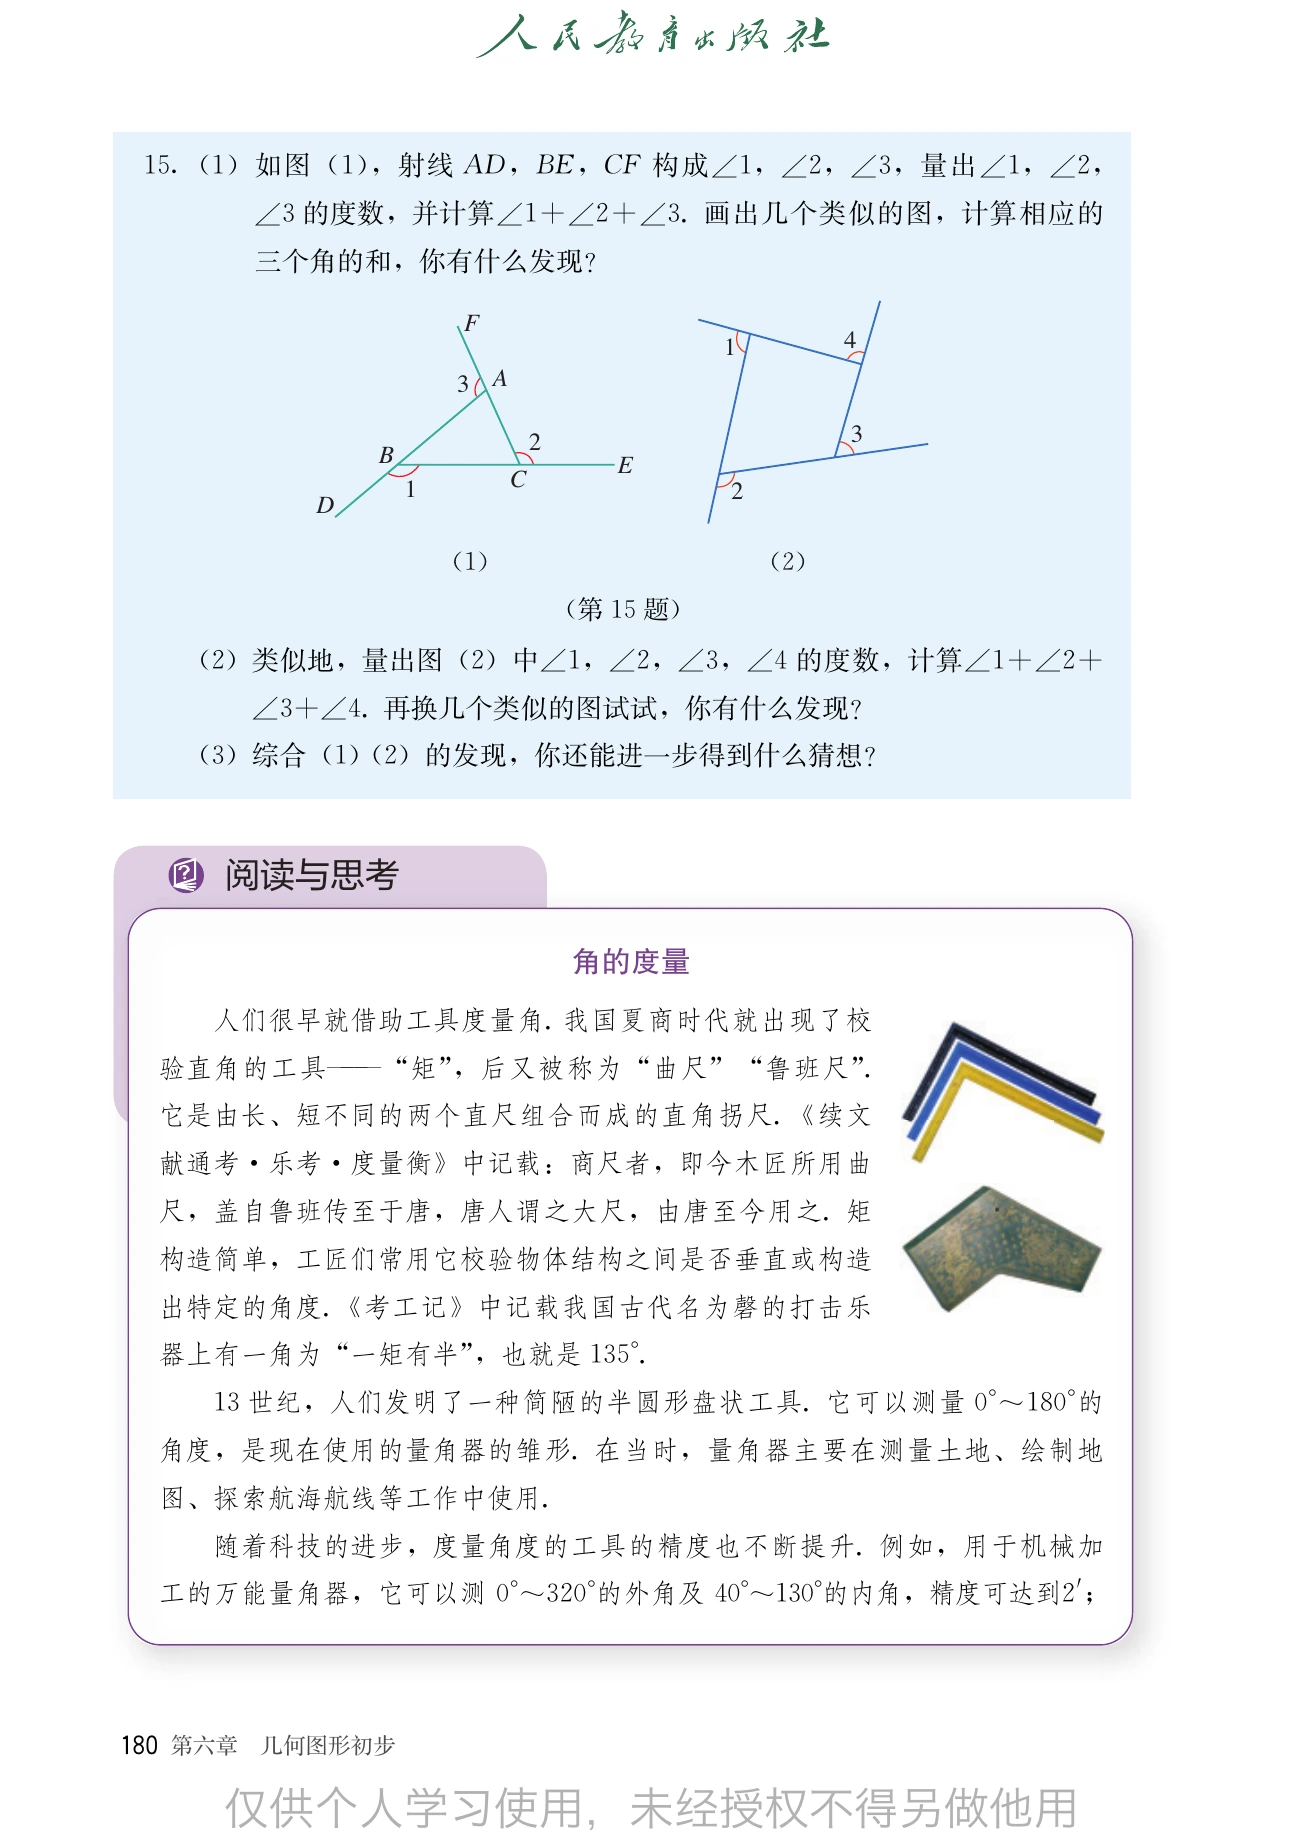 人民教育出版社
15.（1）如图（1），射线 AD，BE，CF 构成∠1，∠2，∠3，量出∠1，∠2，
∠3 的度数，并计算∠1＋∠2＋∠3. 画出几个类似的图，计算相应的
三个角的和，你有什么发现？
F
3
A
B
2
1
C
E
D
1
4
3
2
（1）
（2）
（第 15 题）
（2）类似地，量出图（2）中∠1，∠2，∠3，∠4 的度数，计算∠1＋∠2＋
∠3＋∠4. 再换几个类似的图试试，你有什么发现？
（3）综合（1）（2）的发现，你还能进一步得到什么猜想？
阅读与思考
角的度量
人们很早就借助工具度量角. 我国夏商时代就出现了校
验直角的工具——“矩”，后又被称为“曲尺”“鲁班尺”.
它是由长、短不同的两个直尺组合而成的直角拐尺.《续文
献通考·乐考·度量衡》中记载：商尺者，即今木匠所用曲
尺，盖自鲁班传至于唐，唐人谓之大尺，由唐至今用之. 矩
构造简单，工匠们常用它校验物体结构之间是否垂直或构造
出特定的角度.《考工记》中记载我国古代名为磬的打击乐
器上有一角为“一矩有半”，也就是 135°.
13 世纪，人们发明了一种简陋的半圆形盘状工具. 它可以测量 0°～180°的
角度，是现在使用的量角器的雏形. 在当时，量角器主要在测量土地、绘制地
图、探索航海航线等工作中使用.
随着科技的进步，度量角度的工具的精度也不断提升. 例如，用于机械加
工的万能量角器，它可以测 0°～320°的外角及 40°～130°的内角，精度可达到2′；
180 第六章 几何图形初步
仅供个人学习使用，未经授权不得另做他用